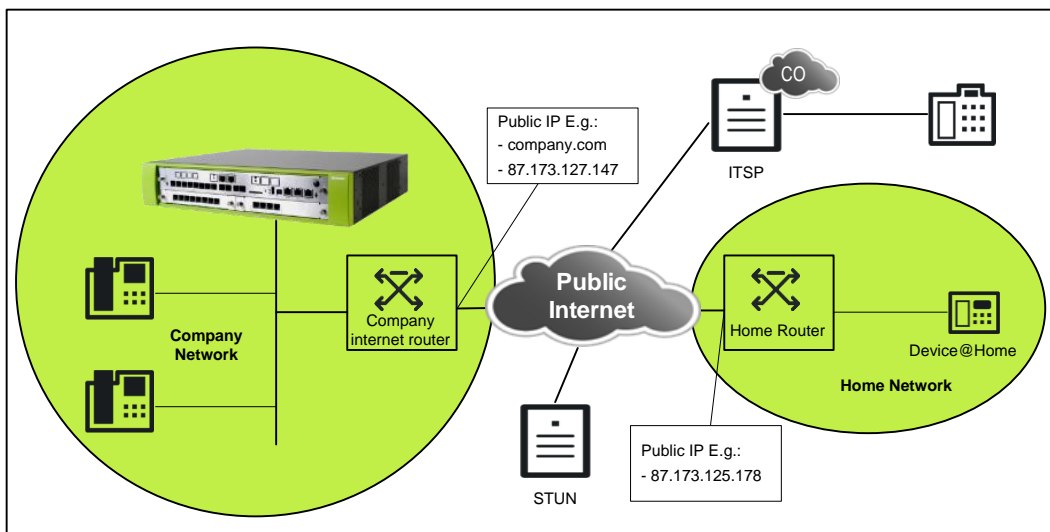 Public IP E.g.:
- company.com
- 87.173.127.147
CO
ITSP
Company
Network
Company
internet router
Public
Internet
Home Router
Device@Home
Home Network
STUN
Public IP E.g.:
- 87.173.125.178